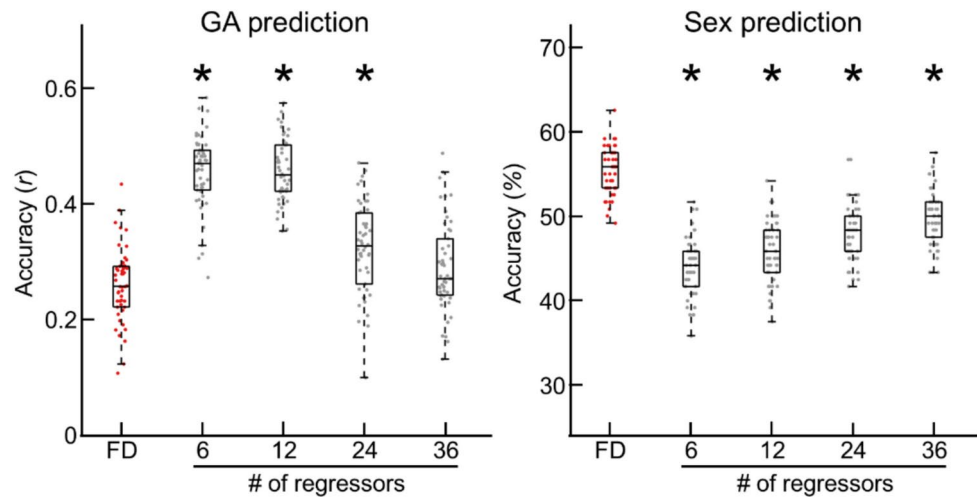 GA prediction
Accuracy (r)
0.6
0.4
0.2
0
* * *
FD 6 12 24 36
# of regressors
Sex prediction
Accuracy (%)
70
60
50
40
30
* * * *
FD 6 12 24 36
# of regressors